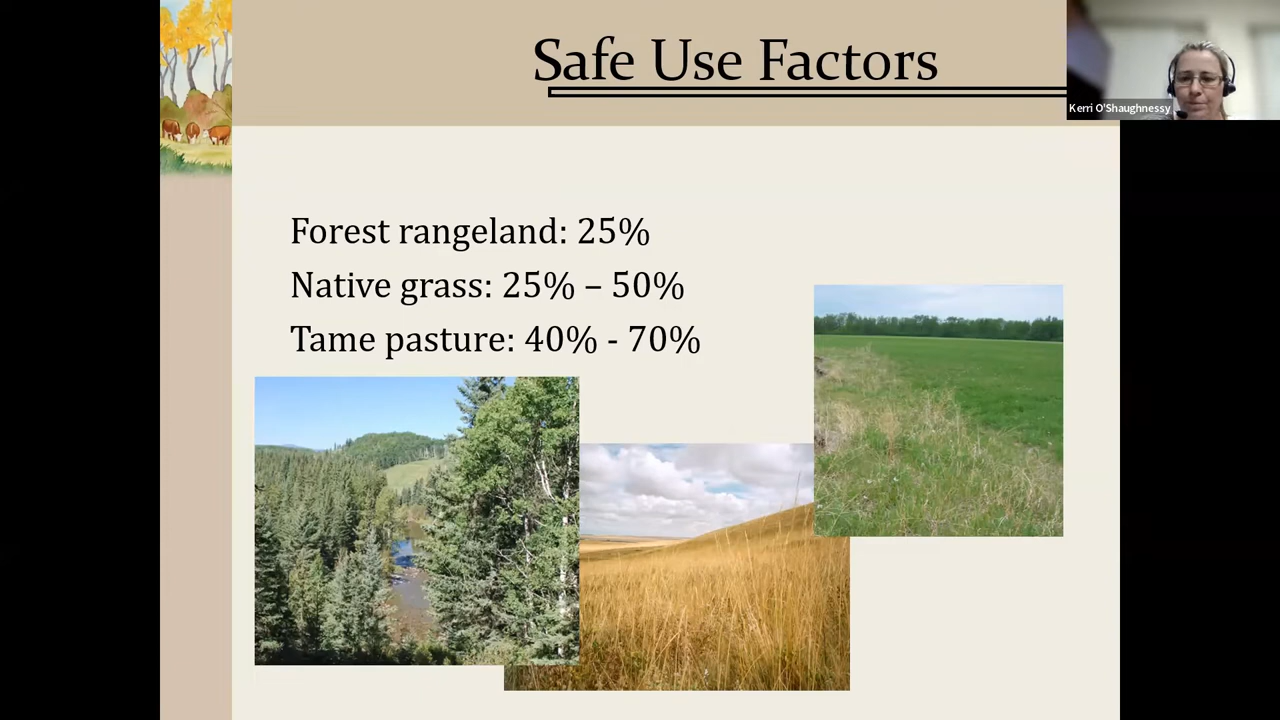 Safe Use Factors
Kerri O'Shaughnessy
Forest rangeland: 25%
Native grass: 25% – 50%
Tame pasture: 40% - 70%